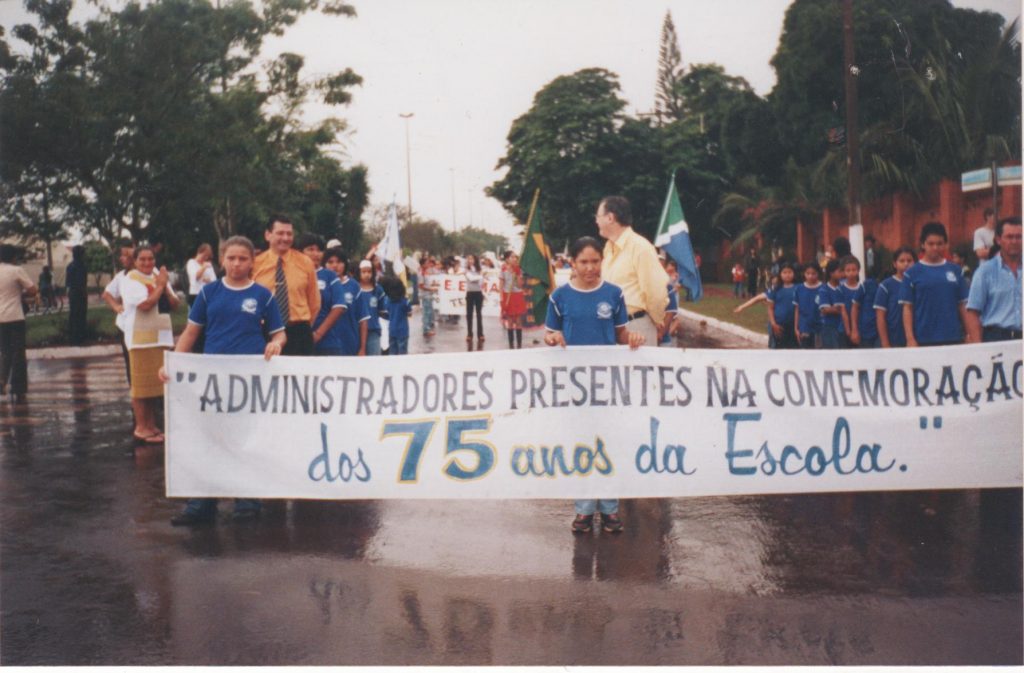 "ADMINISTRADORES PRESENTES NA COMEMORAÇÃO
dos 75 anos da Escola."